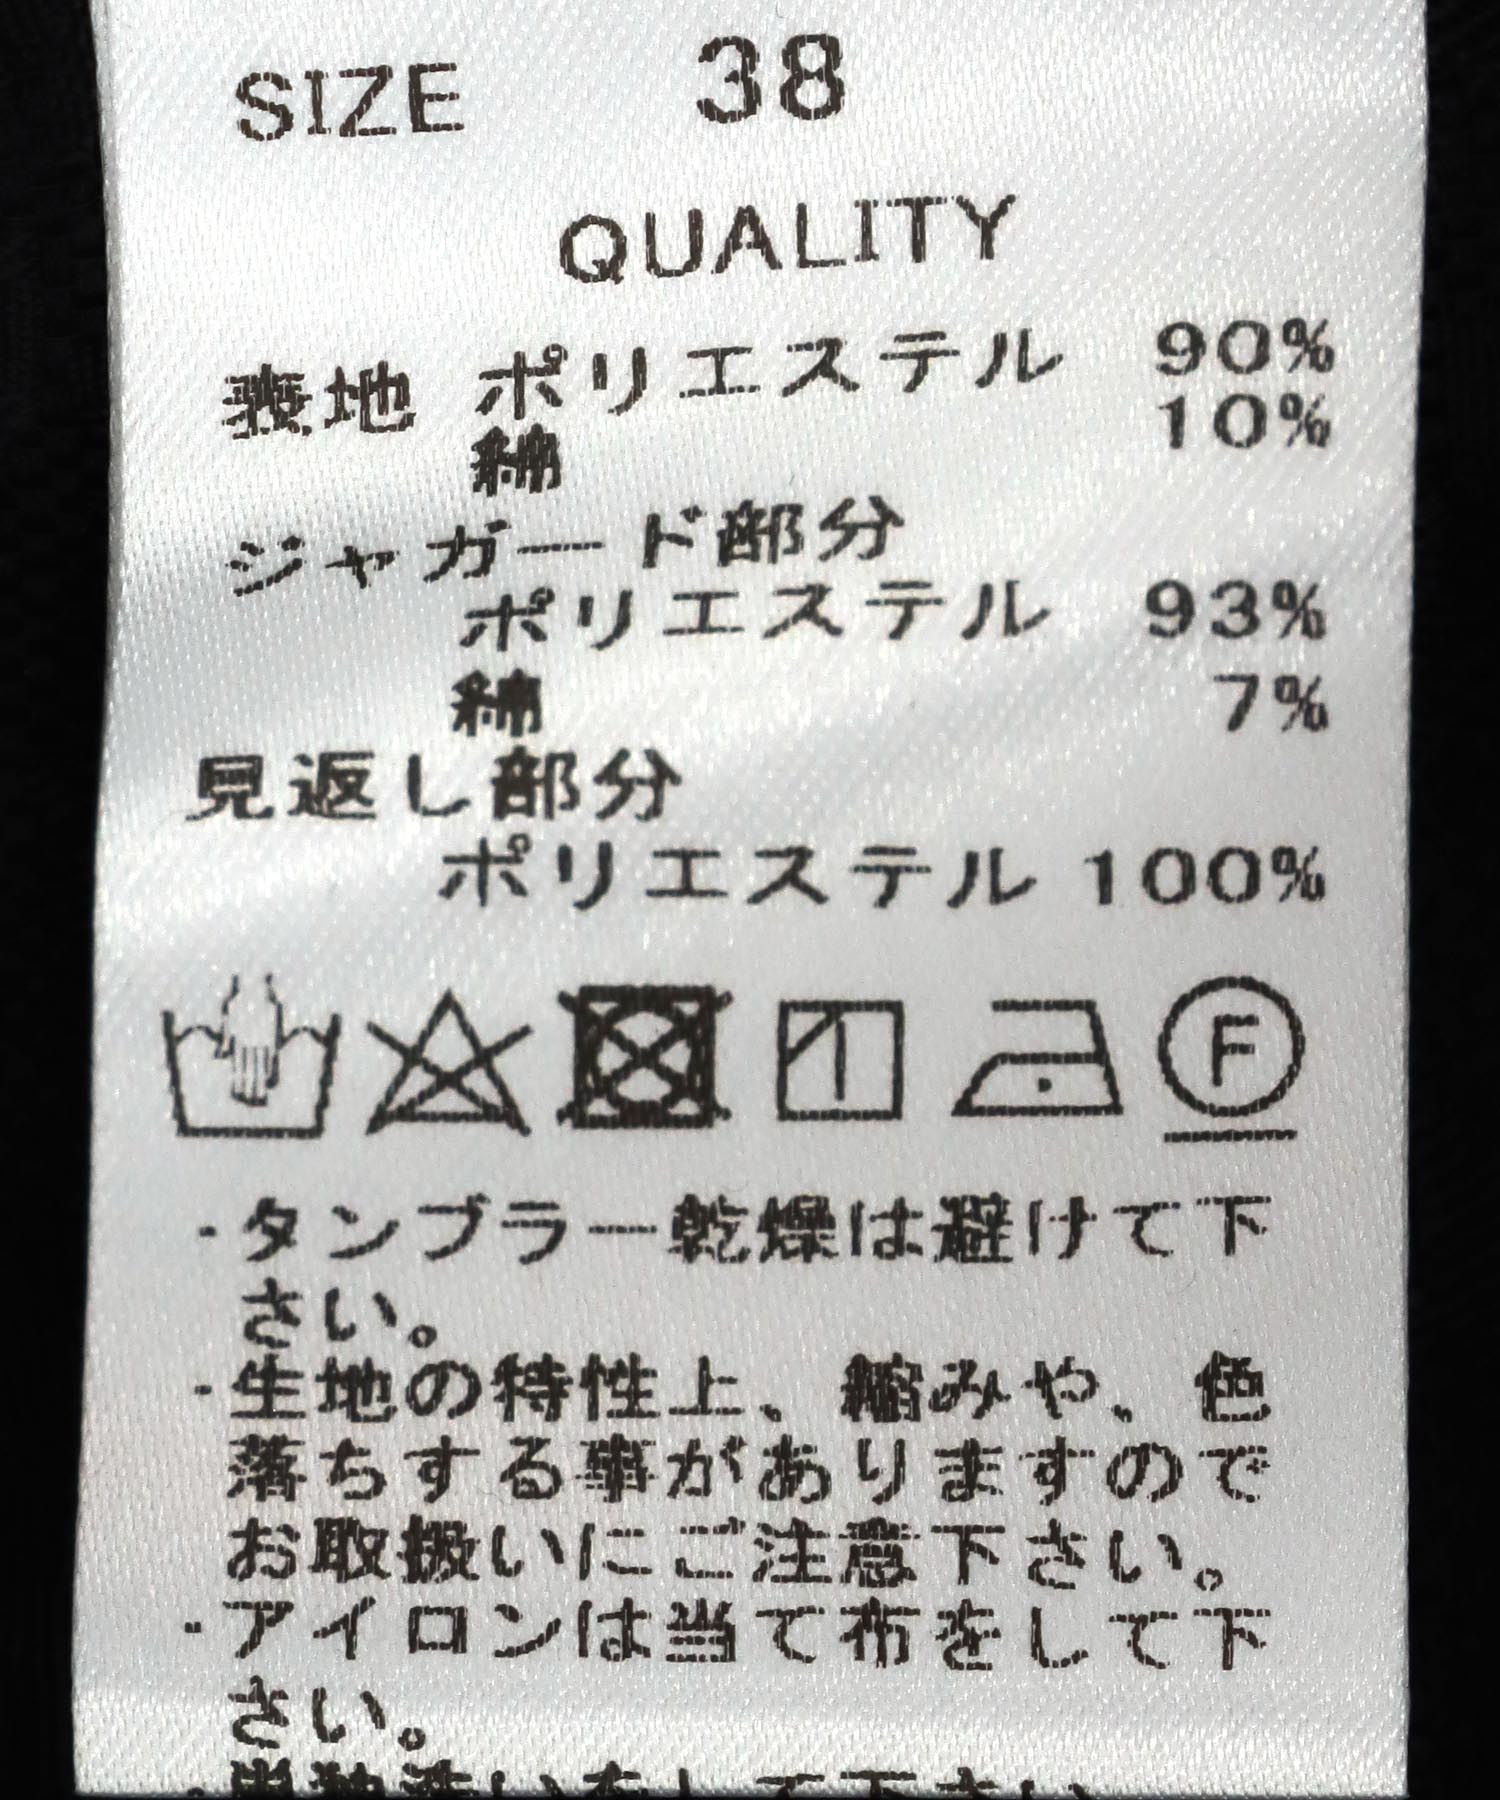 SIZE 38
QUALITY
表地 ポリエステル 90%
綿 10%
ジャガード部分
ポリエステル 93%
綿 7%
見返し部分
ポリエステル 100%
F
・タンブラー乾燥は避けて下
さい。
・生地の特性上、縮みや、色
落ちする事がありますので
お取扱いにご注意下さい。
・アイロンは当て布をして下
さい。